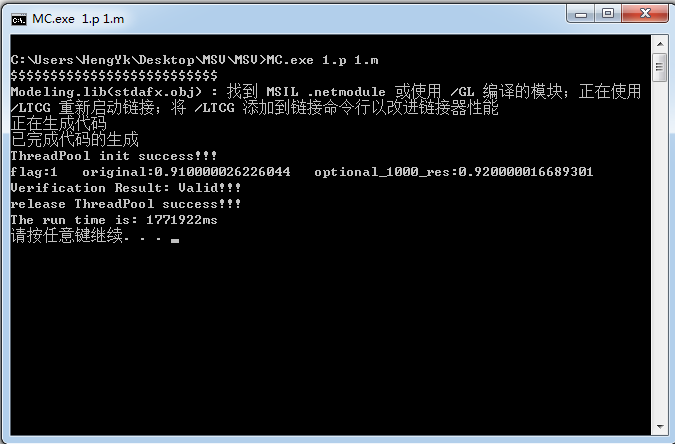 MC.exe 1.p 1.m
C:\Users\HengYk\Desktop\MSV\MSV>MC.exe 1.p 1.m
$$$$$$$$$$$$$$$$$$$$$$$$$$
Modeling.lib(stdafx.obj) : 找到 MSIL .netmodule 或使用 /GL 编译的模块；正在使用
/LTCG 重新启动链接；将 /LTCG 添加到链接命令行以改进链接器性能
正在生成代码
已完成代码的生成
ThreadPool init success!!!
flag:1   original:0.910000026226044   optional_1000_res:0.920000016689301
Verification Result: Valid!!!
release ThreadPool success!!!
The run time is: 1771922ms
请按任意键继续. . .